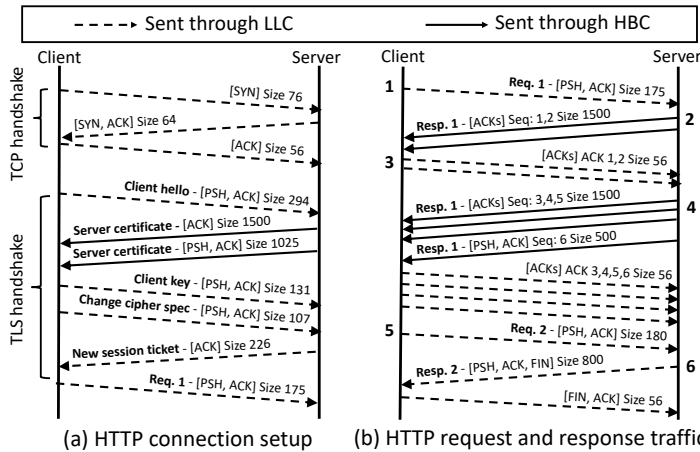 Sent through LLC
Sent through HBC
Client
Server
TCP handshake
[SYN] Size 76
[SYN, ACK] Size 64
[ACK] Size 56
TLS handshake
Client hello - [PSH, ACK] Size 294
Server certificate - [ACK] Size 1500
Server certificate - [PSH, ACK] Size 1025
Client key - [PSH, ACK] Size 131
Change cipher spec - [PSH, ACK] Size 107
New session ticket - [ACK] Size 226
Req. 1 - [PSH, ACK] Size 175
(a) HTTP connection setup
Client
Server
1
Req. 1 - [PSH, ACK] Size 175
2
Resp. 1 - [ACKs] Seq: 1,2 Size 1500
3
[ACKs] ACK 1,2 Size 56
4
Resp. 1 - [ACKs] Seq: 3,4,5 Size 1500
Resp. 1 - [PSH, ACK] Seq: 6 Size 500
[ACKs] ACK 3,4,5,6 Size 56
5
Req. 2 - [PSH, ACK] Size 180
6
Resp. 2 - [PSH, ACK, FIN] Size 800
[FIN, ACK] Size 56
(b) HTTP request and response traffic